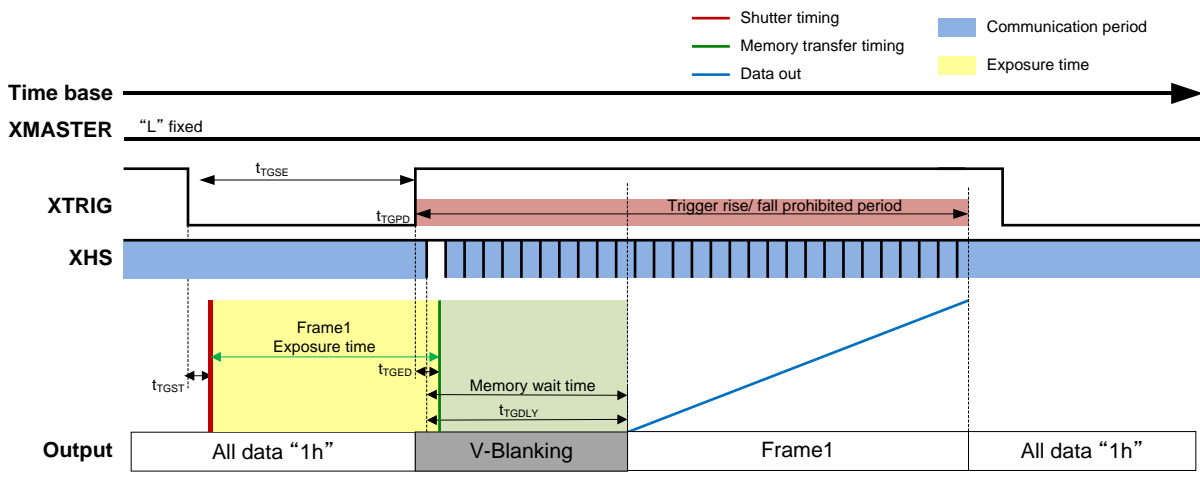 Shutter timing
Memory transfer timing
Data out
Communication period
Exposure time
Time base
XMASTER
“L” fixed
tTGSE
XTRIG
tTGPD
Trigger rise/ fall prohibited period
XHS
Frame1
Exposure time
tTGST
tTGED
Memory wait time
tTGDLY
Output
All data “1h”
V-Blanking
Frame1
All data “1h”